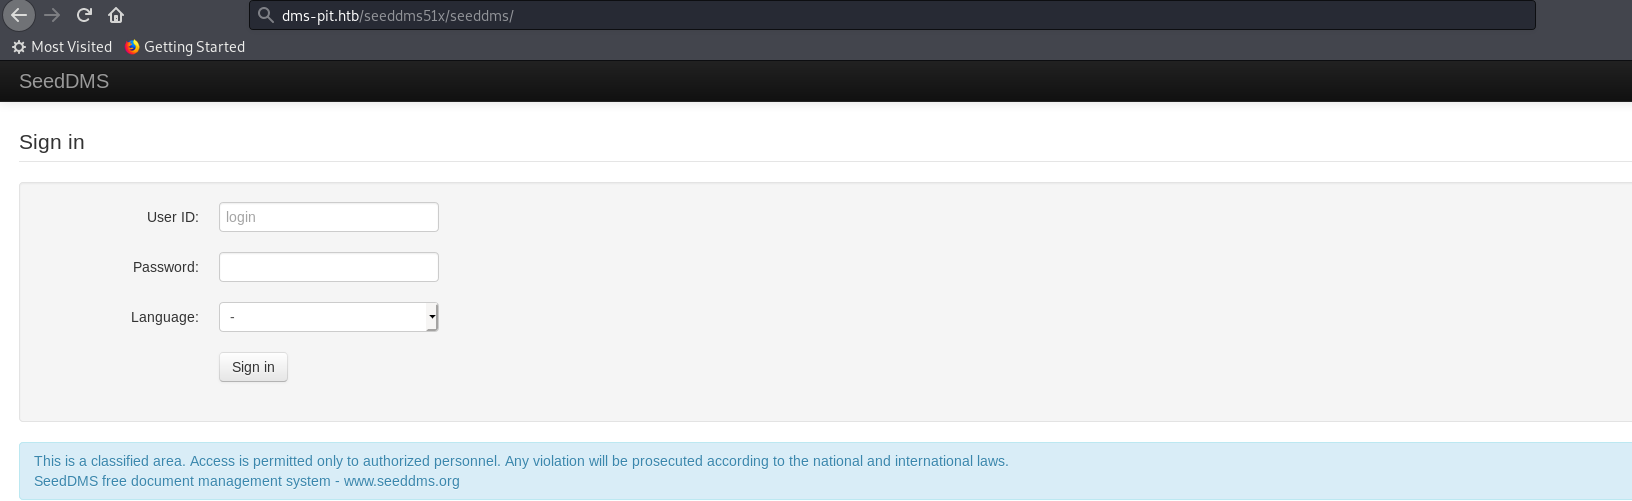 dms-pit.htb/seeddms51x/seeddms/
Most Visited Getting Started
SeedDMS
Sign in
User ID: login
Password:
Language: -
Sign in
This is a classified area. Access is permitted only to authorized personnel. Any violation will be prosecuted according to the national and international laws.
SeedDMS free document management system - www.seeddms.org